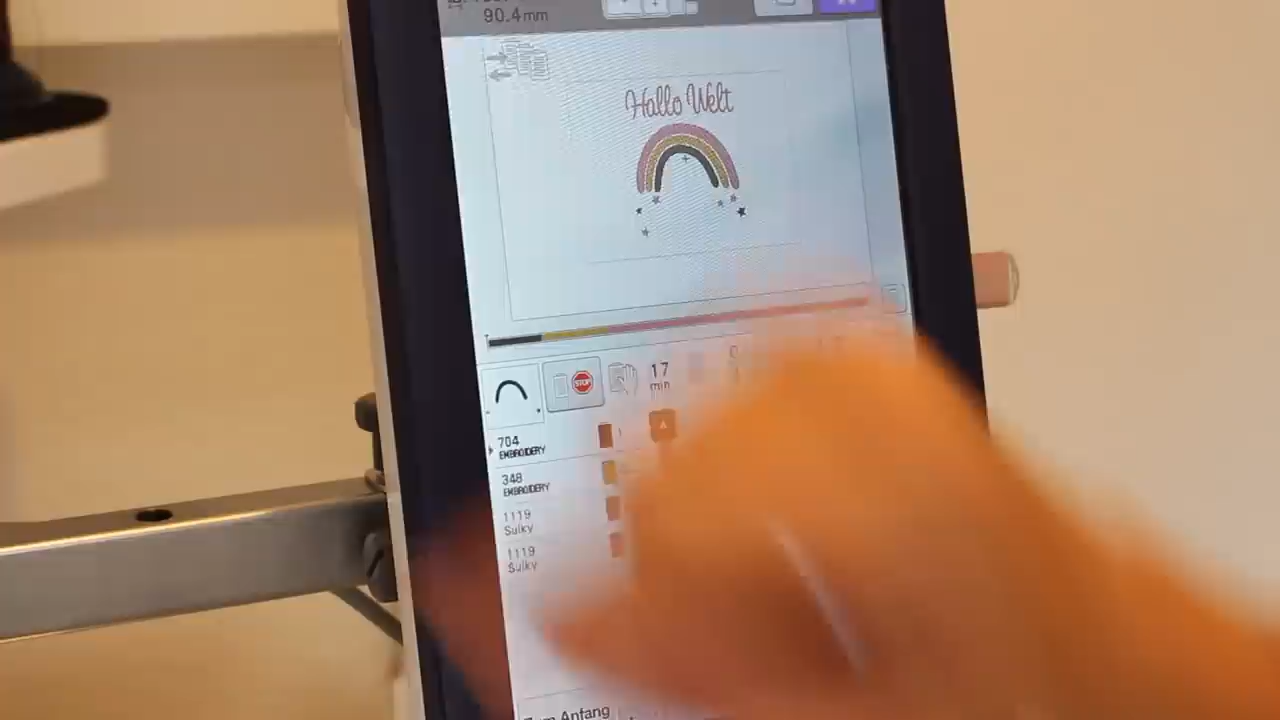 90.4mm
Hallo Welt
STOP
17
min
704
EMBROIDERY
348
EMBROIDERY
1119
Sulky
1119
Sulky
Anfang